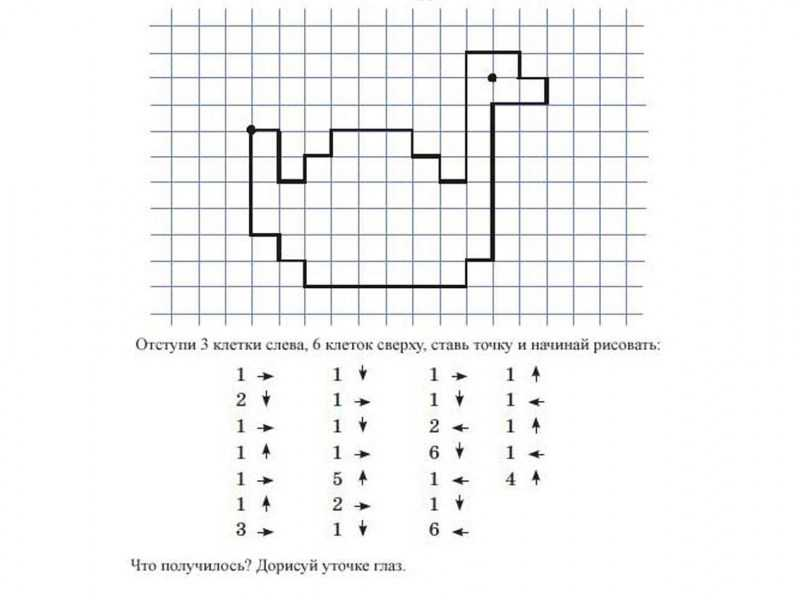 Отступи 3 клетки слева, 6 клеток сверху, ставь точку и начинай рисовать:
1 → 1 ↓ 1 → 1 ↑
2 ↓ 1 → 1 ↓ 1 ←
1 → 1 ↓ 2 ← 1 ↑
1 ↑ 1 → 6 ↓ 1 ←
1 → 5 ↑ 1 ← 4 ↑
1 ↑ 2 → 1 ↓
3 → 1 ↓ 6 ←
Что получилось? Дорисуй уточке глаз.